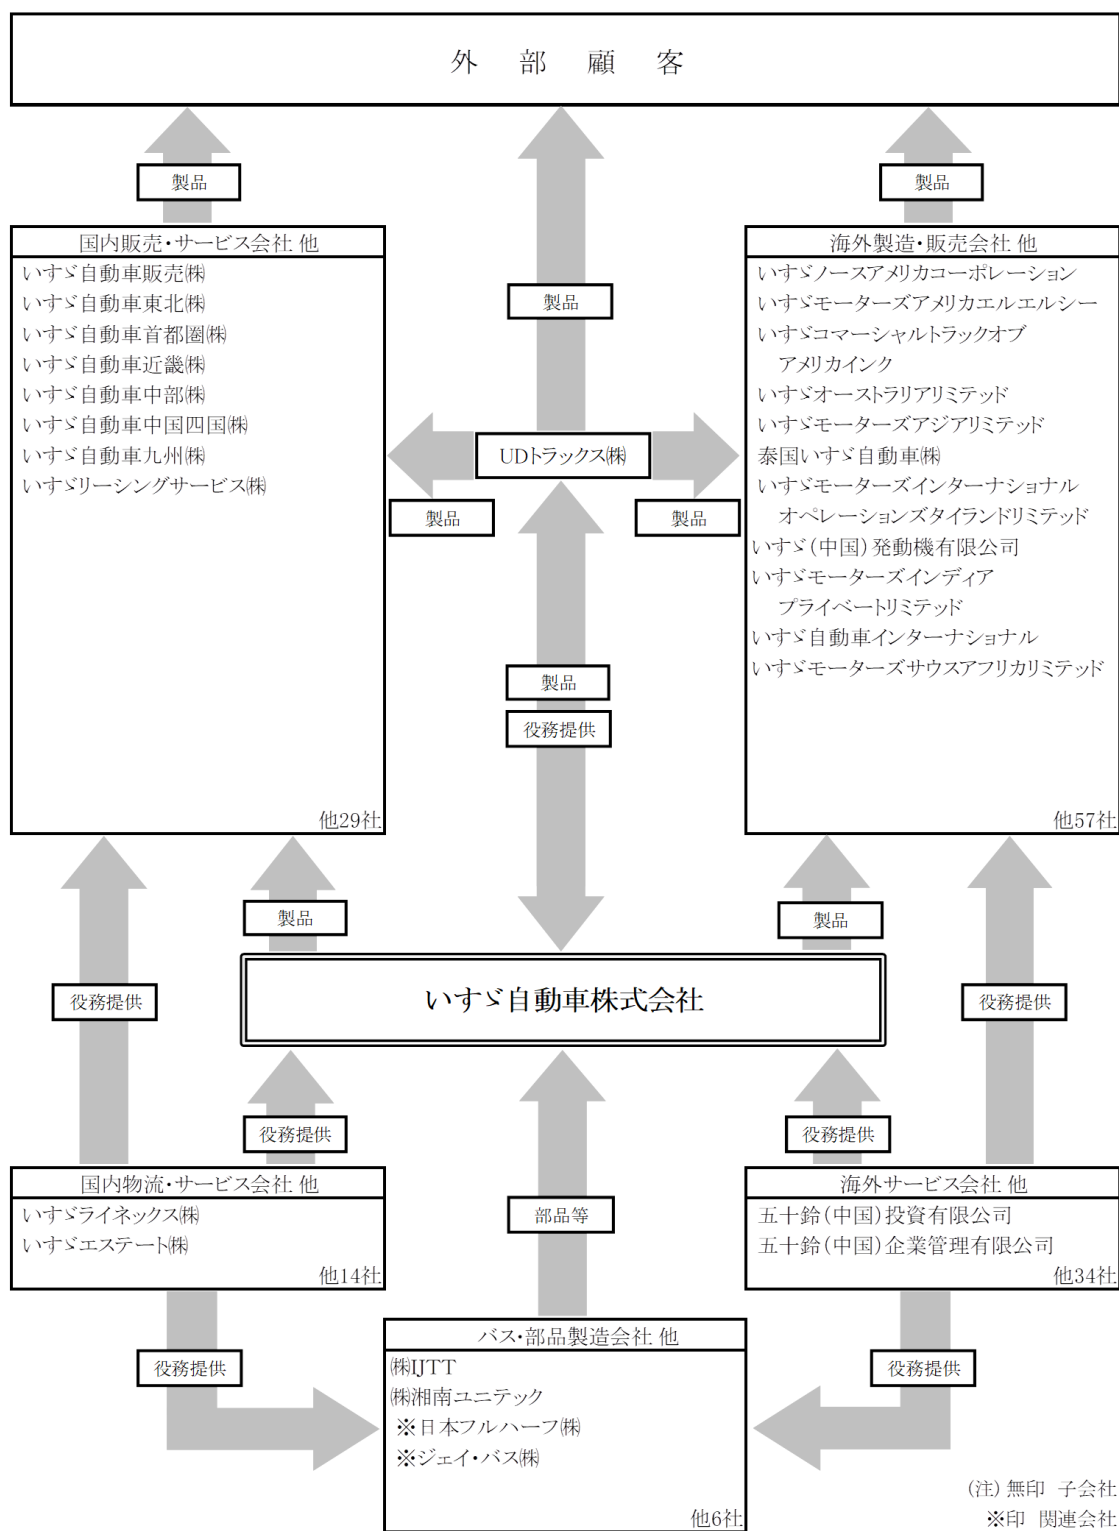 外部顧客
製品
製品
国内販売・サービス会社 他
いすゞ自動車販売㈱
いすゞ自動車東北㈱
いすゞ自動車首都圏㈱
いすゞ自動車近畿㈱
いすゞ自動車中部㈱
いすゞ自動車中国四国㈱
いすゞ自動車九州㈱
いすゞリーシングサービス㈱
他29社
製品
UDトラックス㈱
製品
製品
海外製造・販売会社 他
いすゞノースアメリカコーポレーション
いすゞモーターズアメリカエルエルシー
いすゞコマーシャルトラックオブ
アメリカインク
いすゞオーストラリアリミテッド
いすゞモーターズアジアリミテッド
泰国いすゞ自動車㈱
いすゞモーターズインターナショナル
オペレーションズタイランドリミテッド
いすゞ(中国)発動機有限公司
いすゞモーターズインディア
プライベートリミテッド
いすゞ自動車インターナショナル
いすゞモーターズサウスアフリカリミテッド
他57社
製品
役務提供
製品
製品
役務提供
いすゞ自動車株式会社
役務提供
役務提供
役務提供
国内物流・サービス会社 他
いすゞライネックス㈱
いすゞエステート㈱
他14社
部品等
海外サービス会社 他
五十鈴(中国)投資有限公司
五十鈴(中国)企業管理有限公司
他34社
役務提供
役務提供
バス・部品製造会社 他
㈱IJTT
㈱湘南ユニテック
※日本フルハーフ㈱
※ジェイ・バス㈱
他6社
(注) 無印 子会社
※印 関連会社